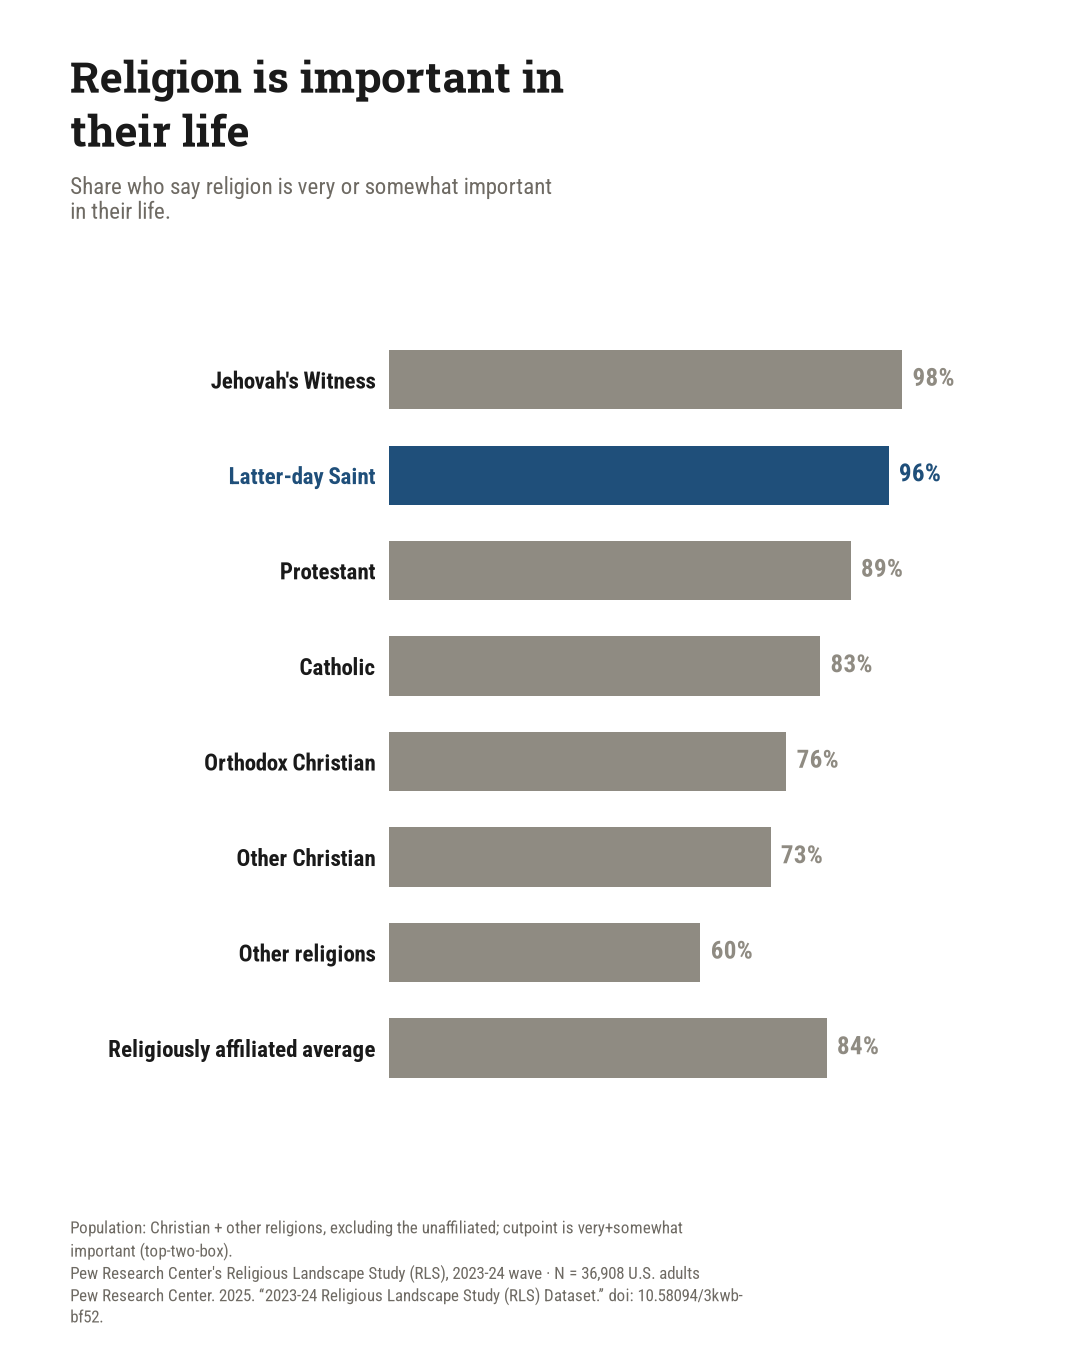 Religion is important in
their life
Share who say religion is very or somewhat important
in their life.
Jehovah's Witness 98%
Latter-day Saint 96%
Protestant 89%
Catholic 83%
Orthodox Christian 76%
Other Christian 73%
Other religions 60%
Religiously affiliated average 84%
Population: Christian + other religions, excluding the unaffiliated; cutpoint is very+somewhat
important (top-two-box).
Pew Research Center's Religious Landscape Study (RLS), 2023-24 wave · N = 36,908 U.S. adults
Pew Research Center. 2025. “2023-24 Religious Landscape Study (RLS) Dataset.” doi: 10.58094/3kwb-
bf52.